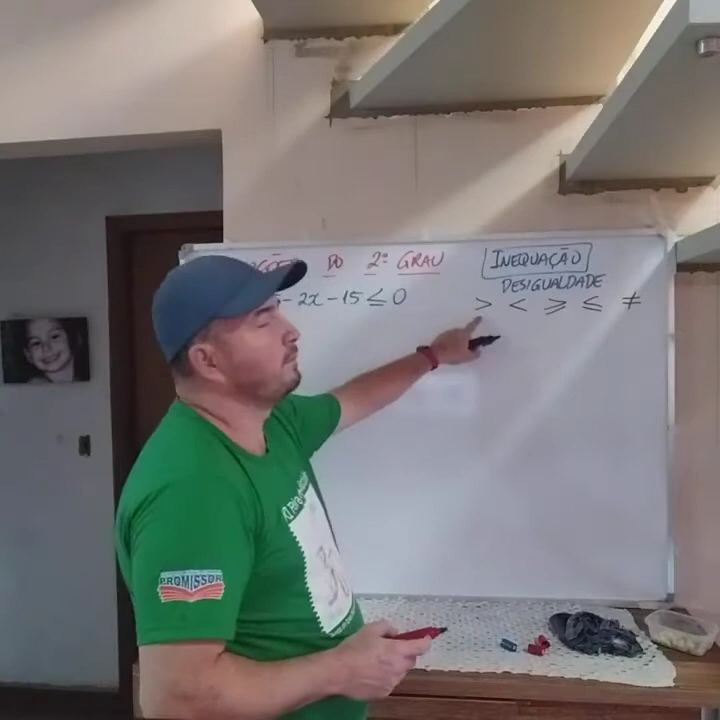 DO 2º GRAU
INEQUAÇÃO
DESIGUALDADE
- 2x - 15 ≤ 0
> < ≥ ≤ ≠
PROMISSOR